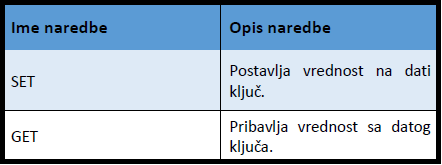 Ime naredbe
Opis naredbe
SET
Postavlja vrednost na dati
ključ.
GET
Pribavlja vrednost sa datog
ključa.